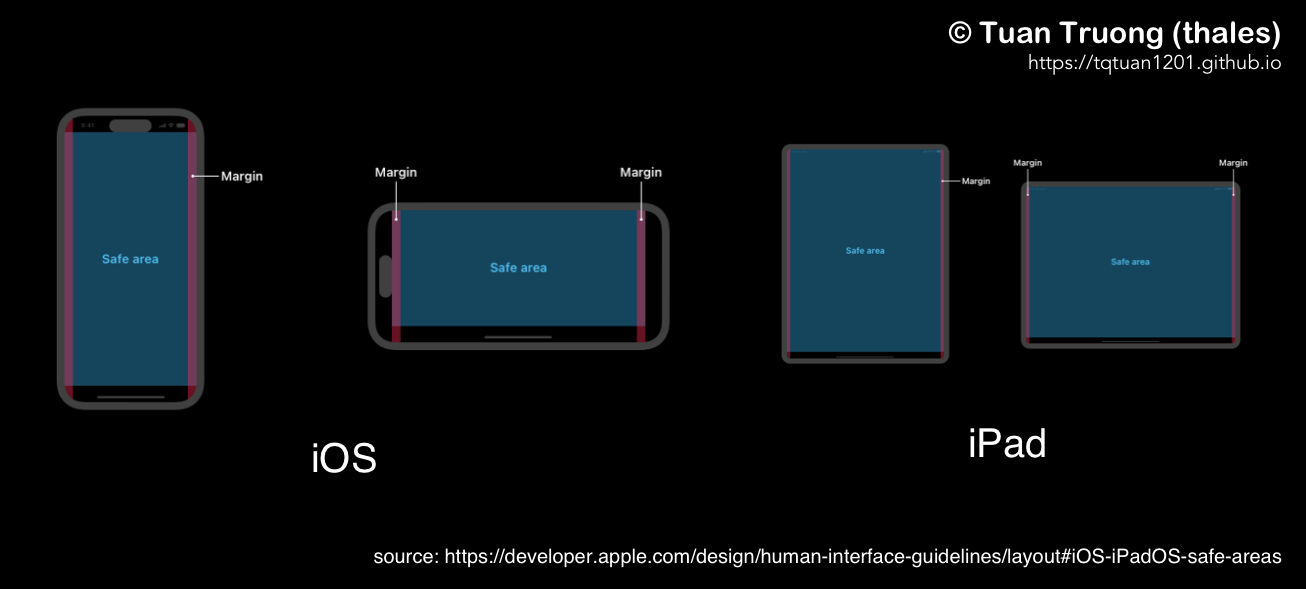 © Tuan Truong (thales)
https://tqtuan1201.github.io
9:41
Margin
Safe area
Margin
Margin
Safe area
Margin
Safe area
Margin
Margin
Safe area
iOS
iPad
source: https://developer.apple.com/design/human-interface-guidelines/layout#iOS-iPadOS-safe-areas